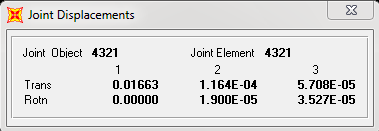 Joint Displacements
Joint Object 4321 Joint Element 4321
1 2 3
Trans 0.01663 1.164E-04 5.708E-05
Rotn 0.00000 1.900E-05 3.527E-05